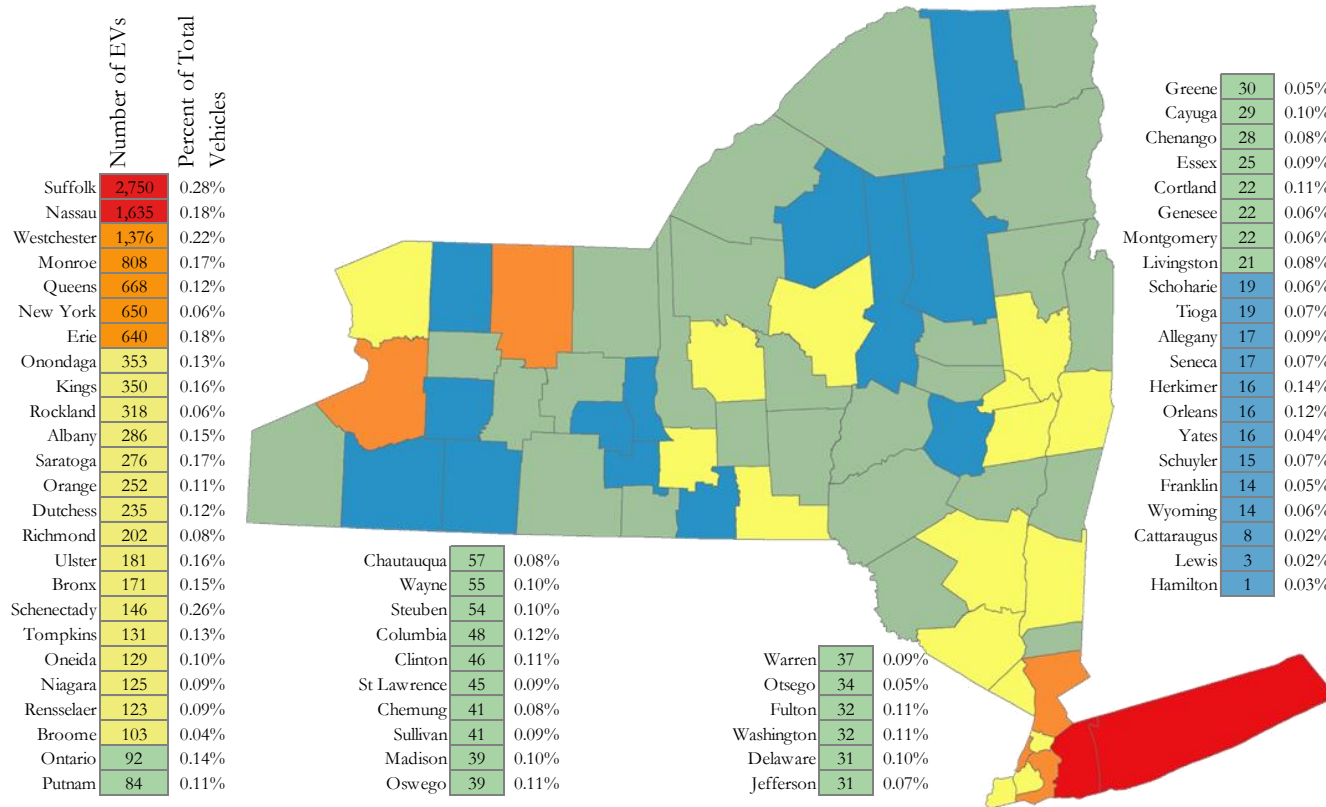 Number of EVs
Percent of Total
Vehicles
Suffolk 2,750 0.28%
Nassau 1,635 0.18%
Westchester 1,376 0.22%
Monroe 808 0.17%
Queens 668 0.12%
New York 650 0.06%
Erie 640 0.18%
Onondaga 353 0.13%
Kings 350 0.16%
Rockland 318 0.06%
Albany 286 0.15%
Saratoga 276 0.17%
Orange 252 0.11%
Dutchess 235 0.12%
Richmond 202 0.08%
Ulster 181 0.16%
Bronx 171 0.15%
Schenectady 146 0.26%
Tompkins 131 0.13%
Oneida 129 0.10%
Niagara 125 0.09%
Rensselaer 123 0.09%
Broome 103 0.04%
Ontario 92 0.14%
Putnam 84 0.11%
Chautauqua 57 0.08%
Wayne 55 0.10%
Steuben 54 0.10%
Columbia 48 0.12%
Clinton 46 0.11%
St Lawrence 45 0.09%
Chemung 41 0.08%
Sullivan 41 0.09%
Madison 39 0.10%
Oswego 39 0.11%
Warren 37 0.09%
Otsego 34 0.05%
Fulton 32 0.11%
Washington 32 0.11%
Delaware 31 0.10%
Jefferson 31 0.07%
Greene 30 0.05%
Cayuga 29 0.10%
Chenango 28 0.08%
Essex 25 0.09%
Cortland 22 0.11%
Genesee 22 0.06%
Montgomery 22 0.06%
Livingston 21 0.08%
Schoharie 19 0.06%
Tioga 19 0.07%
Allegany 17 0.09%
Seneca 17 0.07%
Herkimer 16 0.14%
Orleans 16 0.12%
Yates 16 0.04%
Schuyler 15 0.07%
Franklin 14 0.05%
Wyoming 14 0.06%
Cattaraugus 8 0.02%
Lewis 3 0.02%
Hamilton 1 0.03%